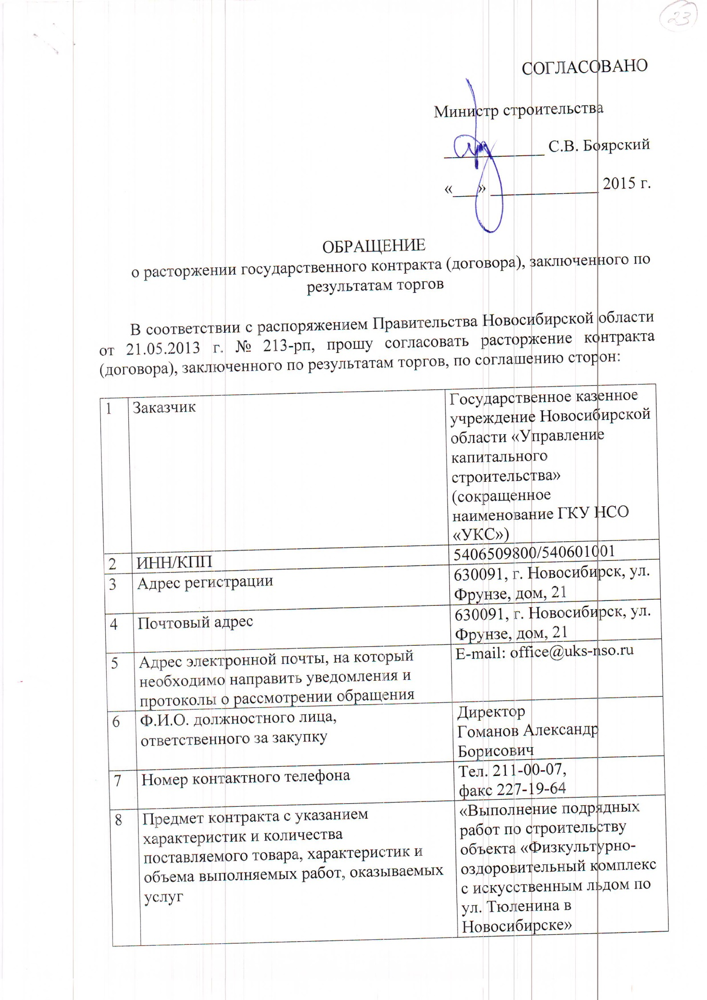 23
СОГЛАСОВАНО
Министр строительства
____________ С.В. Боярский
«___» _____________ 2015 г.
ОБРАЩЕНИЕ
о расторжении государственного контракта (договора), заключенного по
результатам торгов
В соответствии с распоряжением Правительства Новосибирской области
от 21.05.2013 г. № 213-рп, прошу согласовать расторжение контракта
(договора), заключенного по результатам торгов, по соглашению сторон:
1 Заказчик
Государственное казенное
учреждение Новосибирской
области «Управление
капитального
строительства»
(сокращенное
наименование ГКУ НСО
«УКС»)
2 ИНН/КПП
5406509800/540601001
3 Адрес регистрации
630091, г. Новосибирск, ул.
Фрунзе, дом, 21
4 Почтовый адрес
630091, г. Новосибирск, ул.
Фрунзе, дом, 21
5 Адрес электронной почты, на который
необходимо направить уведомления и
протоколы о рассмотрении обращения
E-mail: office@uks-nso.ru
6 Ф.И.О. должностного лица,
ответственного за закупку
Директор
Гоманов Александр
Борисович
7 Номер контактного телефона
Тел. 211-00-07,
факс 227-19-64
8 Предмет контракта с указанием
характеристик и количества
поставляемого товара, характеристик и
объема выполняемых работ, оказываемых
услуг
«Выполнение подрядных
работ по строительству
объекта «Физкультурно-
оздоровительный комплекс
с искусственным льдом по
ул. Тюленина в
Новосибирске»